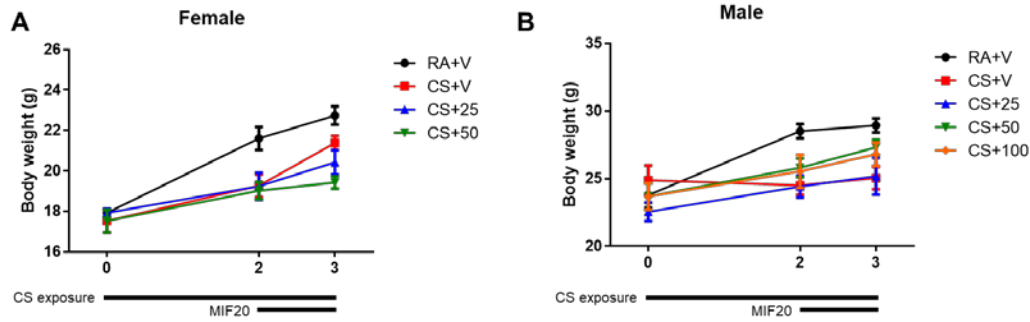 A
Female
Body weight (g)
26
24
22
20
18
16
0
2
3
RA+V
CS+V
CS+25
CS+50
CS exposure
MIF20
B
Male
Body weight (g)
35
30
25
20
0
2
3
RA+V
CS+V
CS+25
CS+50
CS+100
CS exposure
MIF20